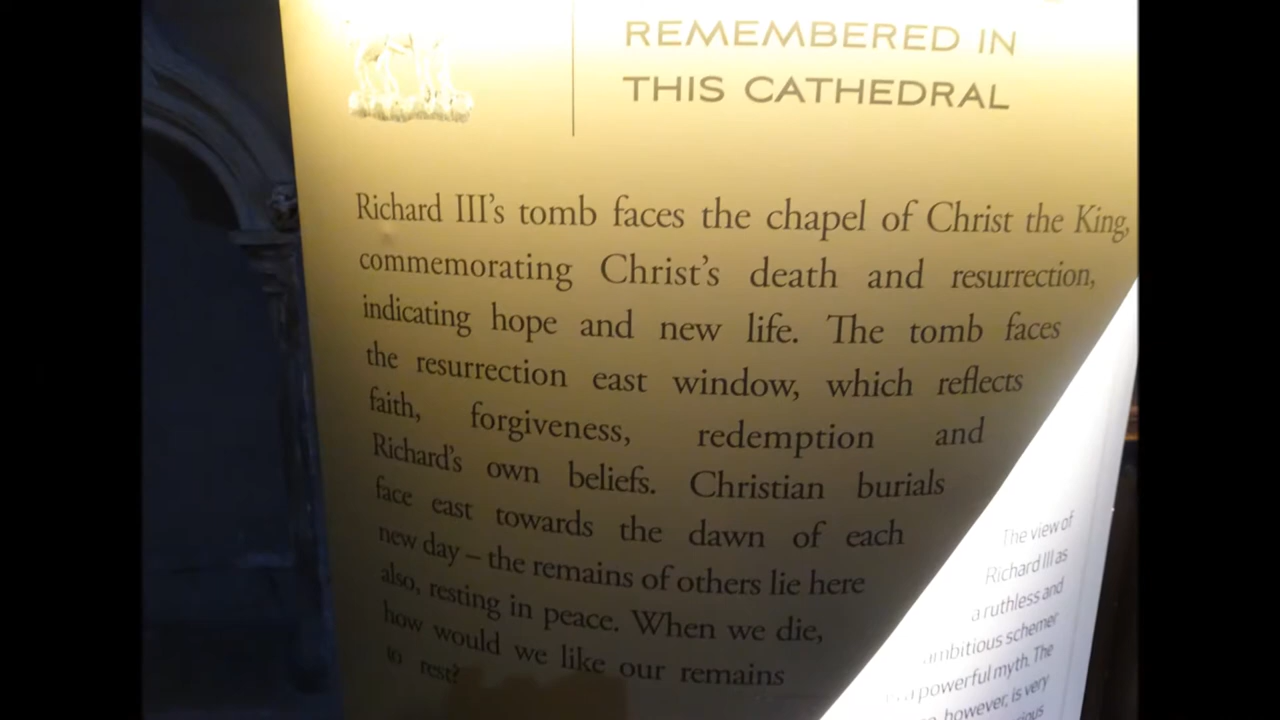 REMEMBERED IN
THIS CATHEDRAL
Richard III's tomb faces the chapel of Christ the King,
commemorating Christ's death and resurrection,
indicating hope and new life. The tomb faces
the resurrection east window, which reflects
faith, forgiveness, redemption and
Richard's own beliefs. Christian burials
face east towards the dawn of each
new day – the remains of others lie here
also, resting in peace. When we die,
how would we like our remains
to rest?
The view of
Richard III as
a ruthless and
ambitious schemer
a powerful myth. The
however, is very